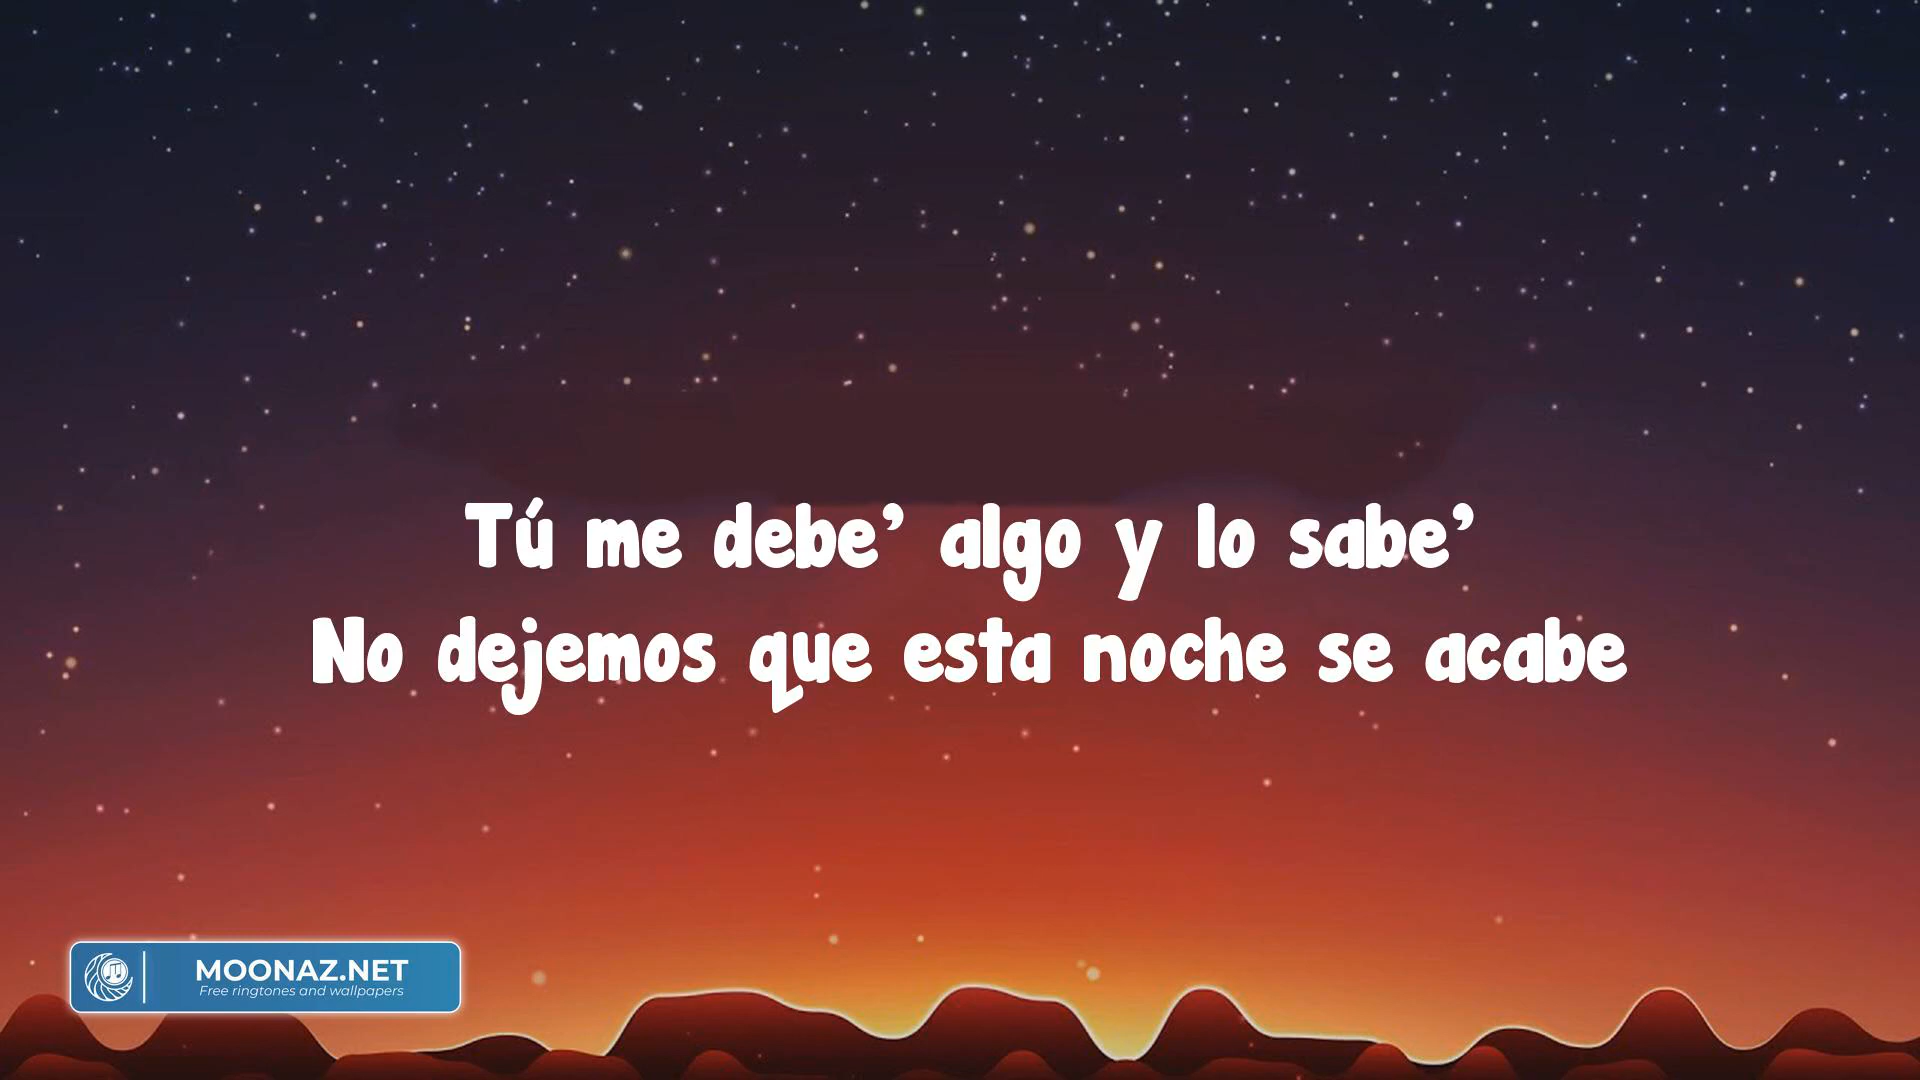 Tú me debe’ algo y lo sabe’
No dejemos que esta noche se acabe
MOONAZ.NET
Free ringtones and wallpapers